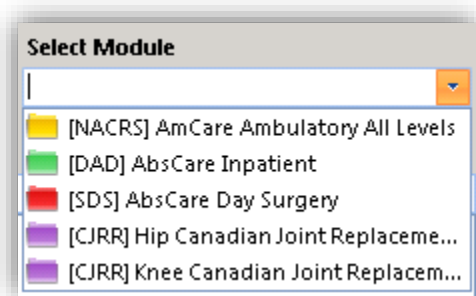 Select Module
[NACRS] AmCare Ambulatory All Levels
[DAD] AbsCare Inpatient
[SDS] AbsCare Day Surgery
[CJRR] Hip Canadian Joint Replaceme...
[CJRR] Knee Canadian Joint Replacem...